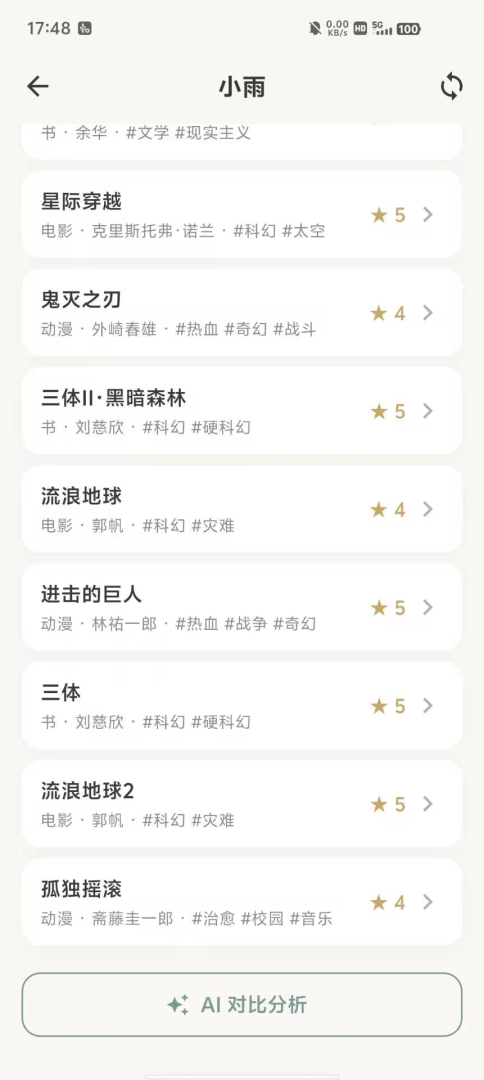 17:48
0.00 KB/s HD 5G 100
小雨
书 · 余华 · #文学 #现实主义
星际穿越
电影 · 克里斯托弗·诺兰 · #科幻 #太空
★ 5
鬼灭之刃
动漫 · 外崎春雄 · #热血 #奇幻 #战斗
★ 4
三体II·黑暗森林
书 · 刘慈欣 · #科幻 #硬科幻
★ 5
流浪地球
电影 · 郭帆 · #科幻 #灾难
★ 4
进击的巨人
动漫 · 林祐一郎 · #热血 #战争 #奇幻
★ 5
三体
书 · 刘慈欣 · #科幻 #硬科幻
★ 5
流浪地球2
电影 · 郭帆 · #科幻 #灾难
★ 5
孤独摇滚
动漫 · 斋藤圭一郎 · #治愈 #校园 #音乐
★ 4
AI 对比分析